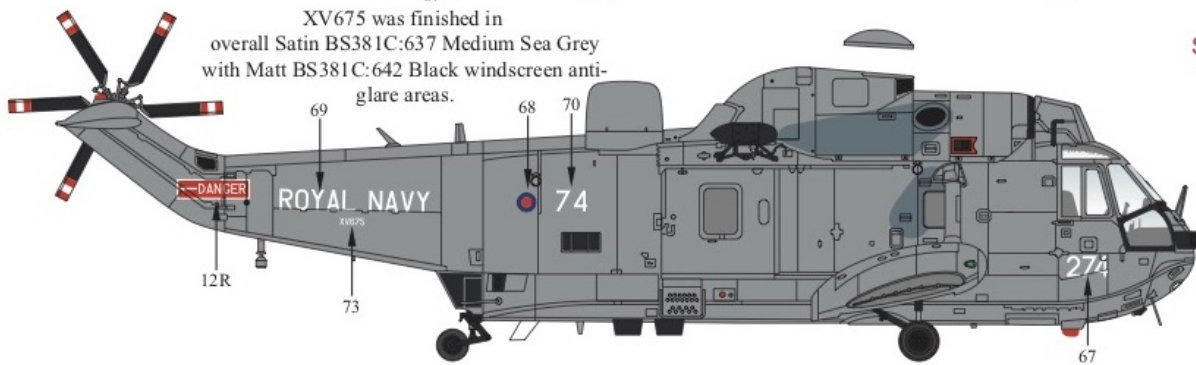 XV675 was finished in
overall Satin BS381C:637 Medium Sea Grey
with Matt BS381C:642 Black windscreen anti-
glare areas.
69
68
70
DANGER
ROYAL NAVY
XV675
74
274
12R
73
67